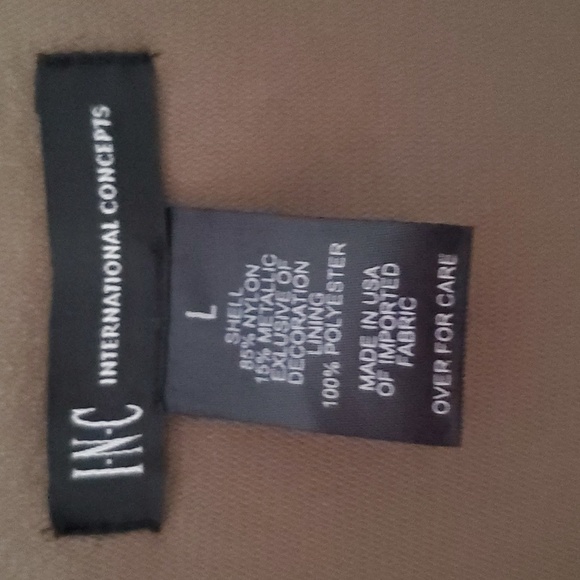 I·N·C INTERNATIONAL CONCEPTS
L
SHELL
85% NYLON
15% METALLIC
EXLUSIVE OF
DECORATION
LINING
100% POLYESTER
MADE IN USA
OF IMPORTED
FABRIC
OVER FOR CARE